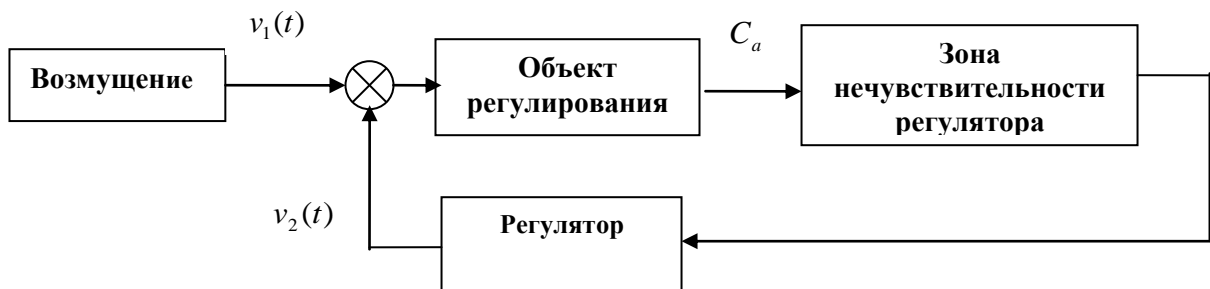 v₁(t)
Возмущение
Объект
регулирования
Cₐ
Зона
нечувствительности
регулятора
v₂(t)
Регулятор